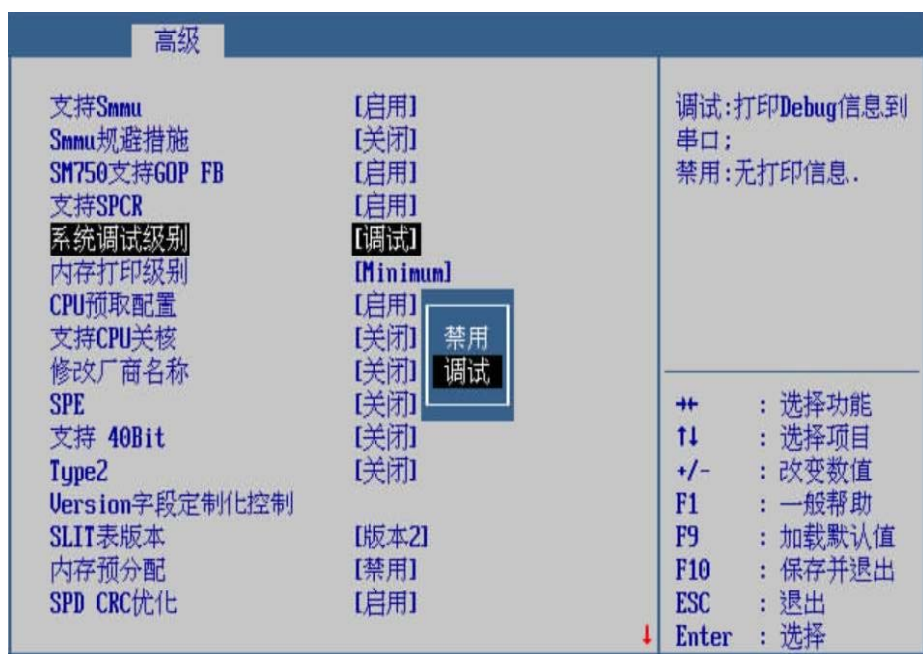 高级
支持Smmu [启用]
Smmu规避措施 [关闭]
SM750支持GOP FB [启用]
支持SPCR [启用]
系统调试级别 [调试]
内存打印级别 [Minimum]
CPU预取配置 [启用]
支持CPU关核 [关闭]
修改厂商名称 [关闭]
SPE [关闭]
支持 40Bit [关闭]
Type2 [关闭]
Version字段定制化控制
SLIT表版本 [版本2]
内存预分配 [禁用]
SPD CRC优化 [启用]
禁用
调试
调试:打印Debug信息到
串口;
禁用:无打印信息.
→← : 选择功能
↑↓ : 选择项目
+/- : 改变数值
F1 : 一般帮助
F9 : 加载默认值
F10 : 保存并退出
ESC : 退出
Enter : 选择